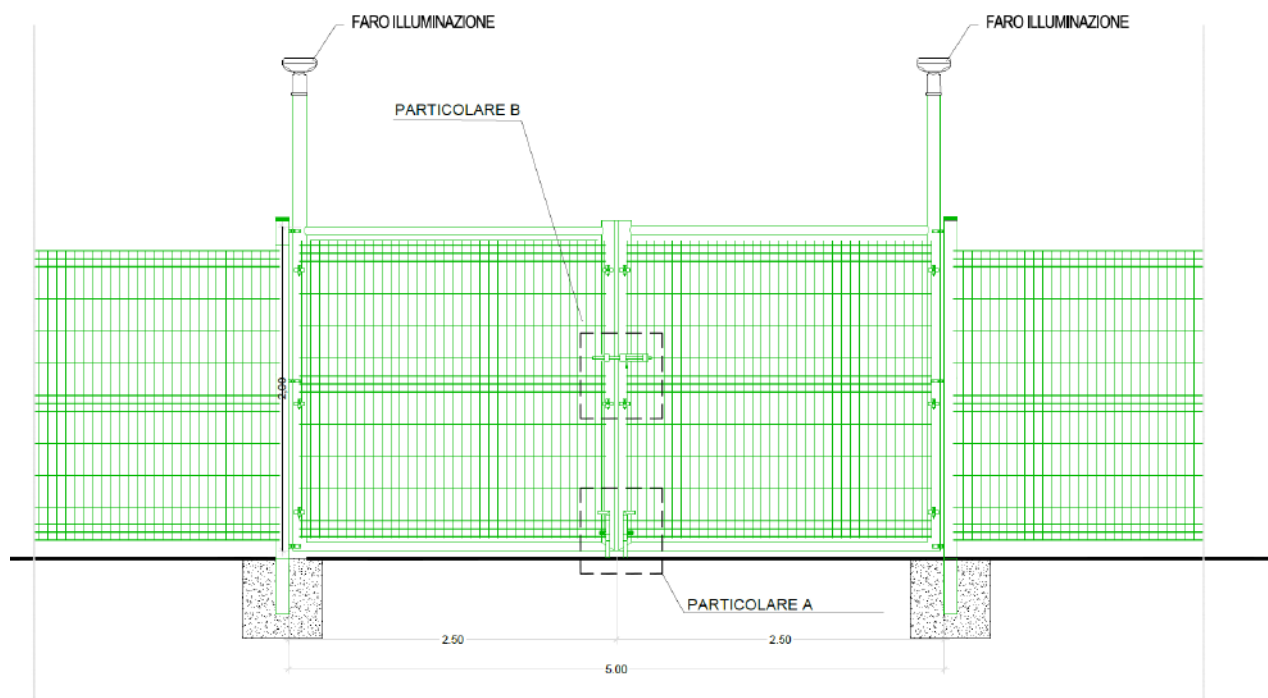 FARO ILLUMINAZIONE
FARO ILLUMINAZIONE
PARTICOLARE B
2,00
PARTICOLARE A
2.50
2.50
5.00